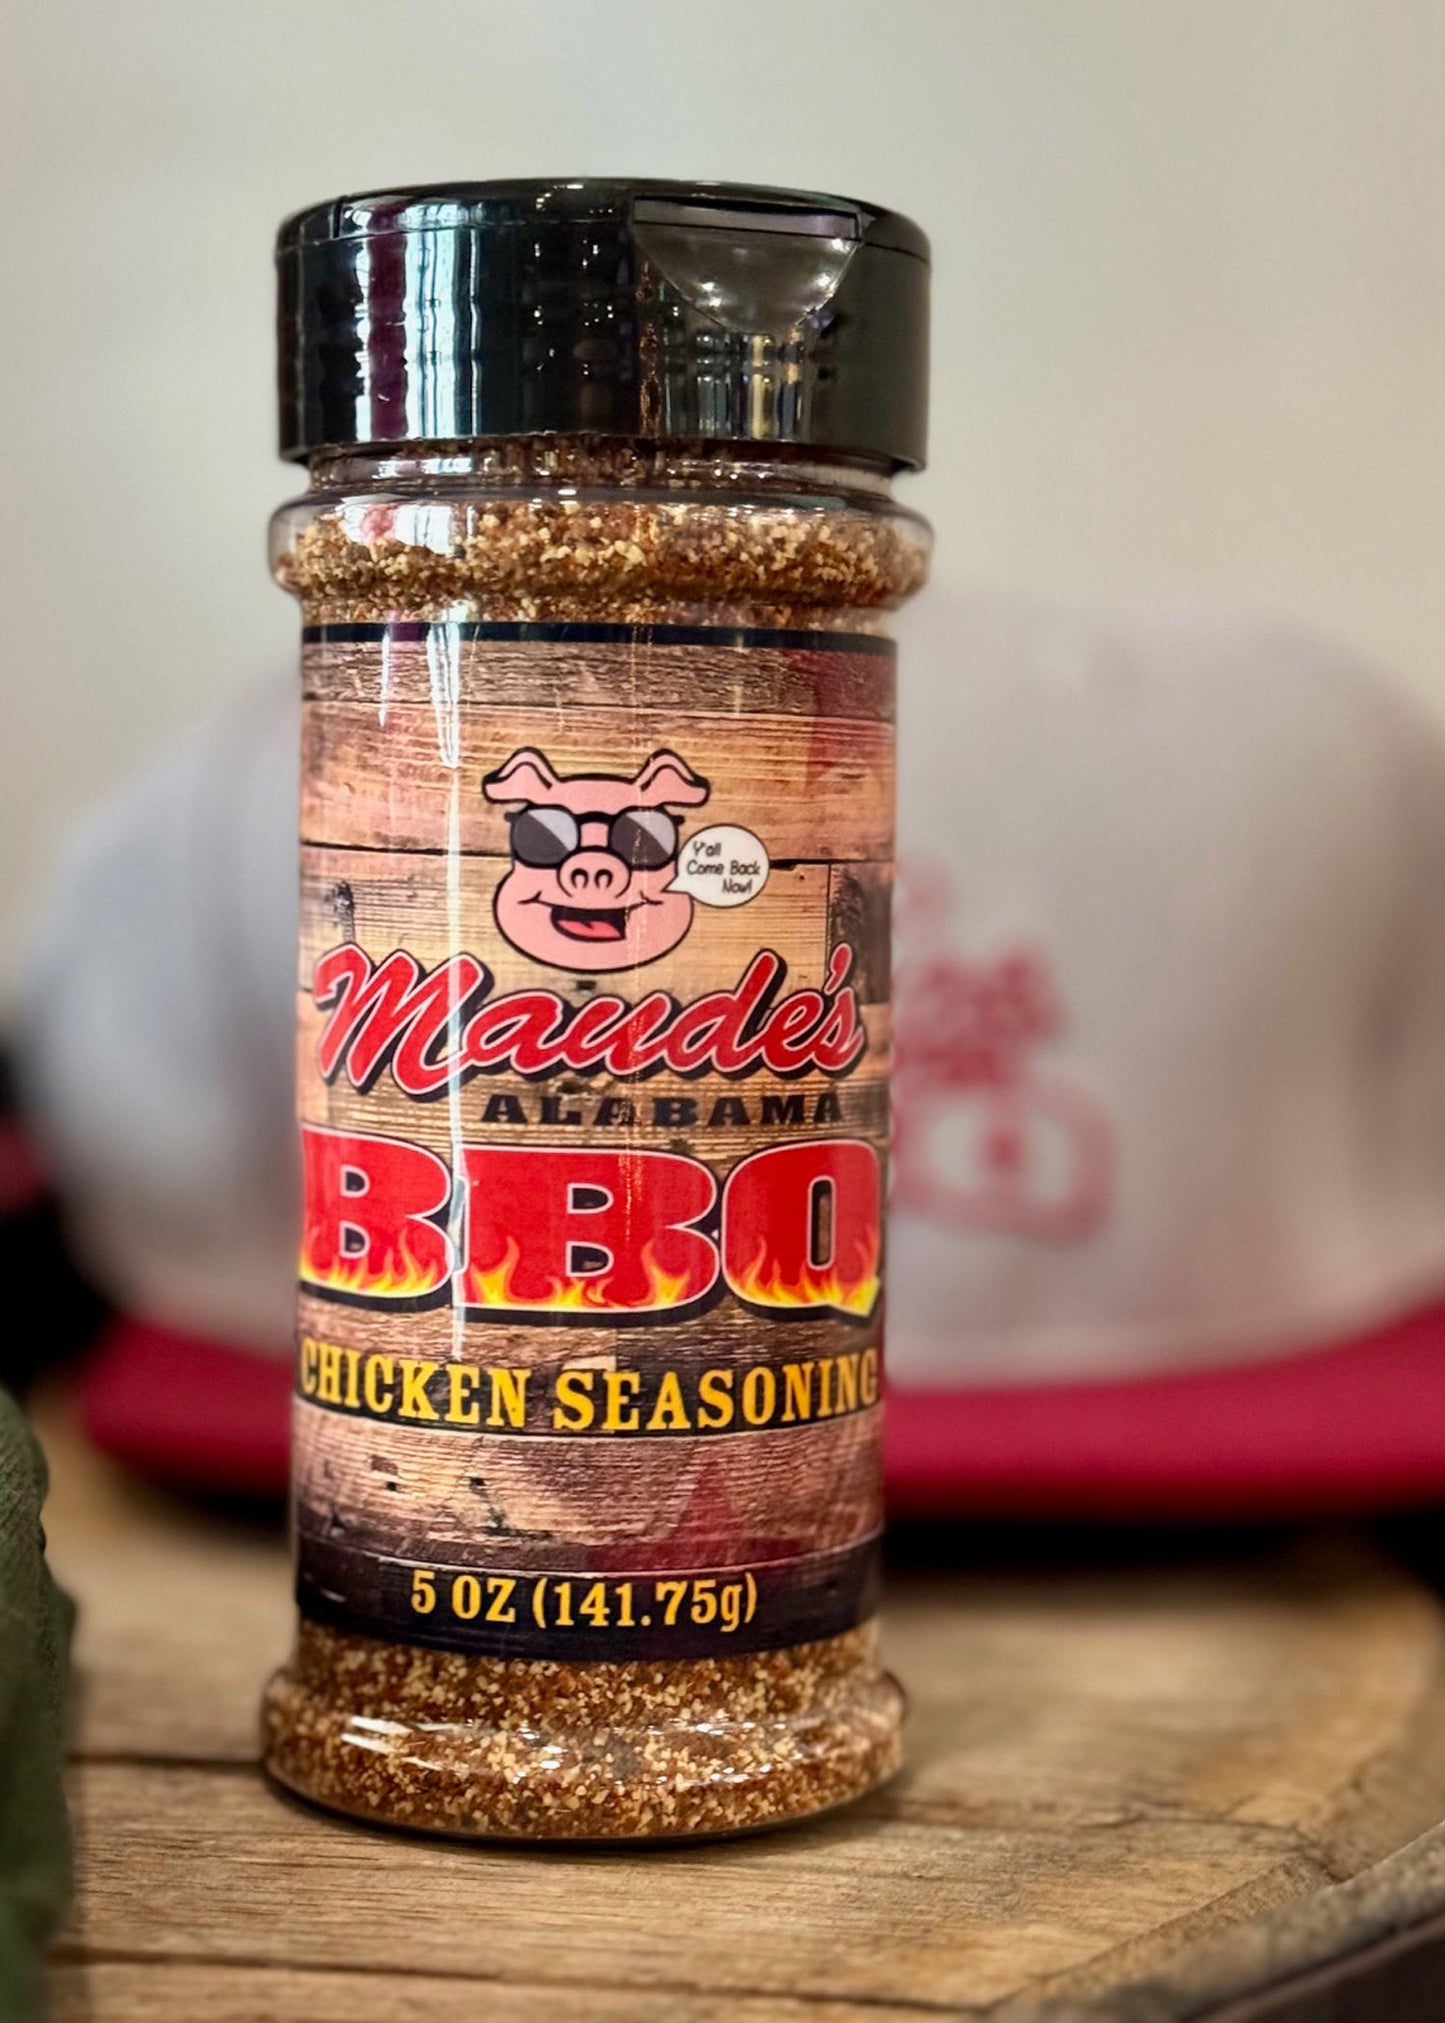 Y'all
Come Back
Now!
Maude's
ALABAMA
BBQ
CHICKEN SEASONING
5 OZ (141.75g)